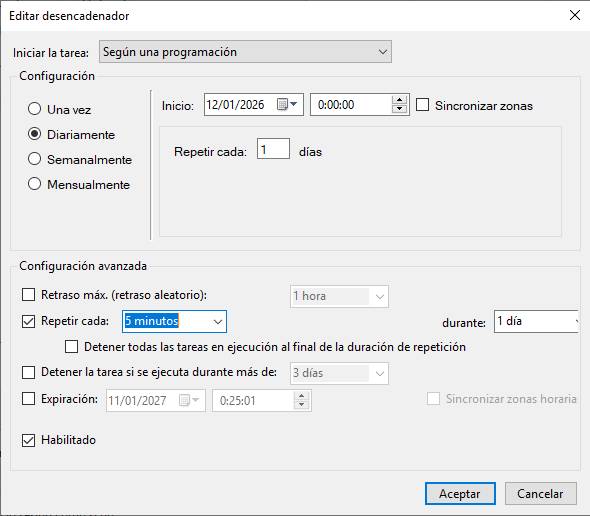 Editar desencadenador
Iniciar la tarea: Según una programación
Configuración
Una vez
Diariamente
Semanalmente
Mensualmente
Inicio: 12/01/2026 0:00:00 Sincronizar zonas
Repetir cada: 1 días
Configuración avanzada
Retraso máx. (retraso aleatorio): 1 hora
Repetir cada: 5 minutos durante: 1 día
Detener todas las tareas en ejecución al final de la duración de repetición
Detener la tarea si se ejecuta durante más de: 3 días
Expiración: 11/01/2027 0:25:01 Sincronizar zonas horaria
Habilitado
Aceptar Cancelar